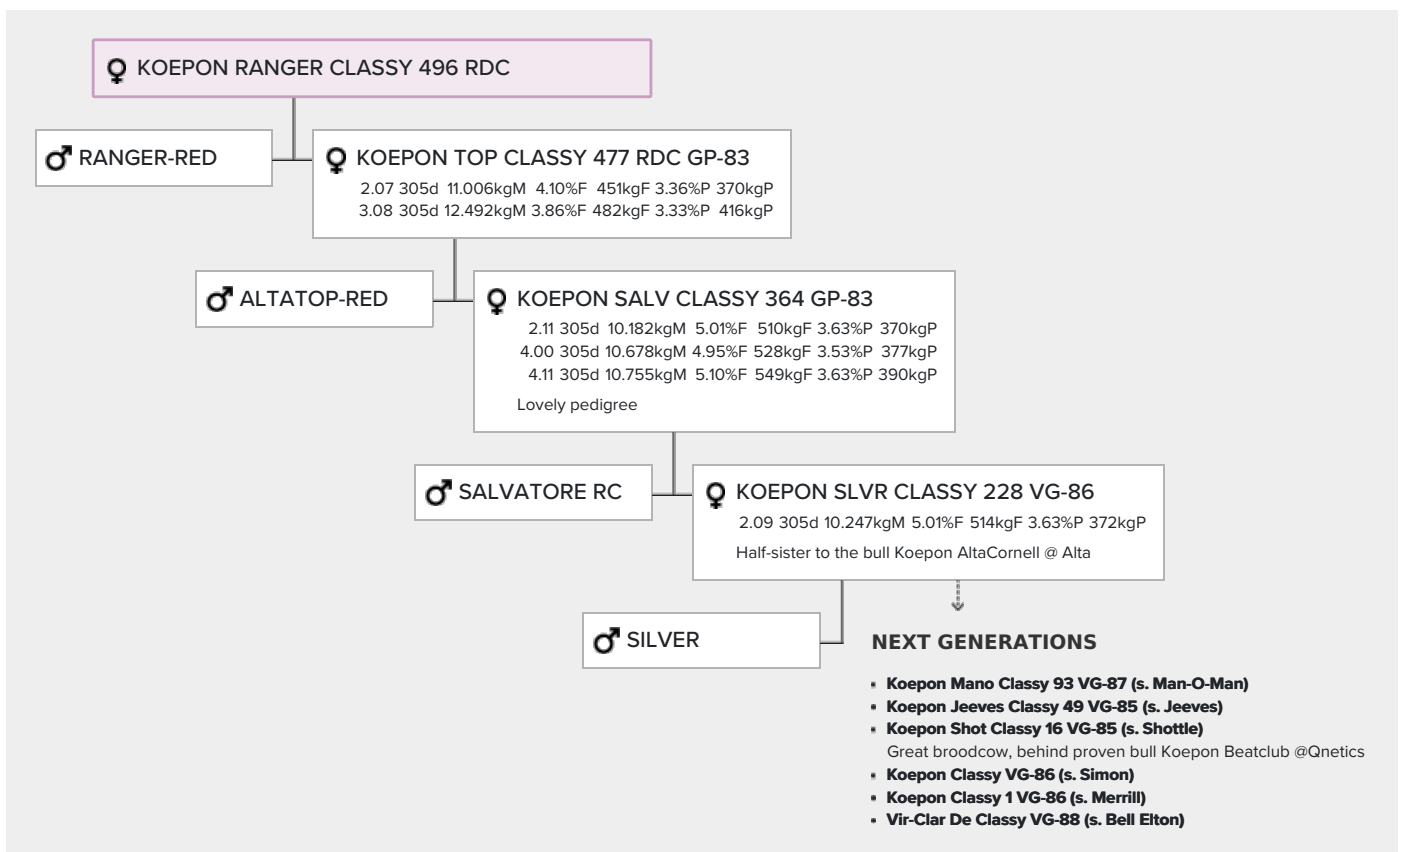 KOEPON RANGER CLASSY 496 RDC
RANGER-RED
KOEPON TOP CLASSY 477 RDC GP-83
2.07 305d 11.006kgM 4.10%F 451kgF 3.36%P 370kgP
3.08 305d 12.492kgM 3.86%F 482kgF 3.33%P 416kgP
ALTATOP-RED
KOEPON SALV CLASSY 364 GP-83
2.11 305d 10.182kgM 5.01%F 510kgF 3.63%P 370kgP
4.00 305d 10.678kgM 4.95%F 528kgF 3.53%P 377kgP
4.11 305d 10.755kgM 5.10%F 549kgF 3.63%P 390kgP
Lovely pedigree
SALVATORE RC
KOEPON SLVR CLASSY 228 VG-86
2.09 305d 10.247kgM 5.01%F 514kgF 3.63%P 372kgP
Half-sister to the bull Koepon AltaCornell @ Alta
SILVER
NEXT GENERATIONS
Koepon Mano Classy 93 VG-87 (s. Man-O-Man)
Koepon Jeeves Classy 49 VG-85 (s. Jeeves)
Koepon Shot Classy 16 VG-85 (s. Shottle)
Great broodcow, behind proven bull Koepon Beatclub @Qnetics
Koepon Classy VG-86 (s. Simon)
Koepon Classy 1 VG-86 (s. Merrill)
Vir-Clar De Classy VG-88 (s. Bell Elton)